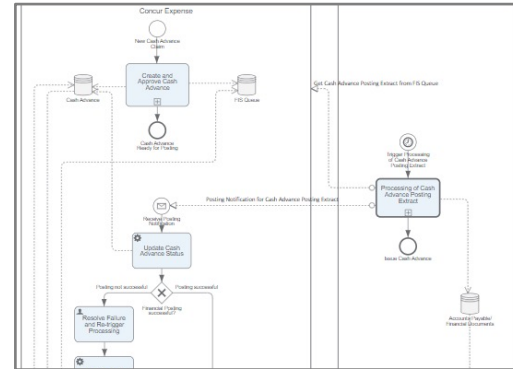 Concur Expense
New Cash Advance
Claim
Create and
Approve Cash
Advance
Cash Advance
FIS Queue
Get Cash Advance Posting Extract from FIS Queue
Cash Advance
Ready for Posting
Trigger Processing
of Cash Advance
Posting Extract
Processing of Cash
Advance Posting
Extract
Posting Notification for Cash Advance Posting Extract
Receive Posting
Notification
Update Cash
Advance Status
Issue Cash Advance
Posting not successful
Posting successful
Financial Posting
successful?
Resolve Failure
and Re-trigger
Processing
Accounts Payable/
Financial Documents